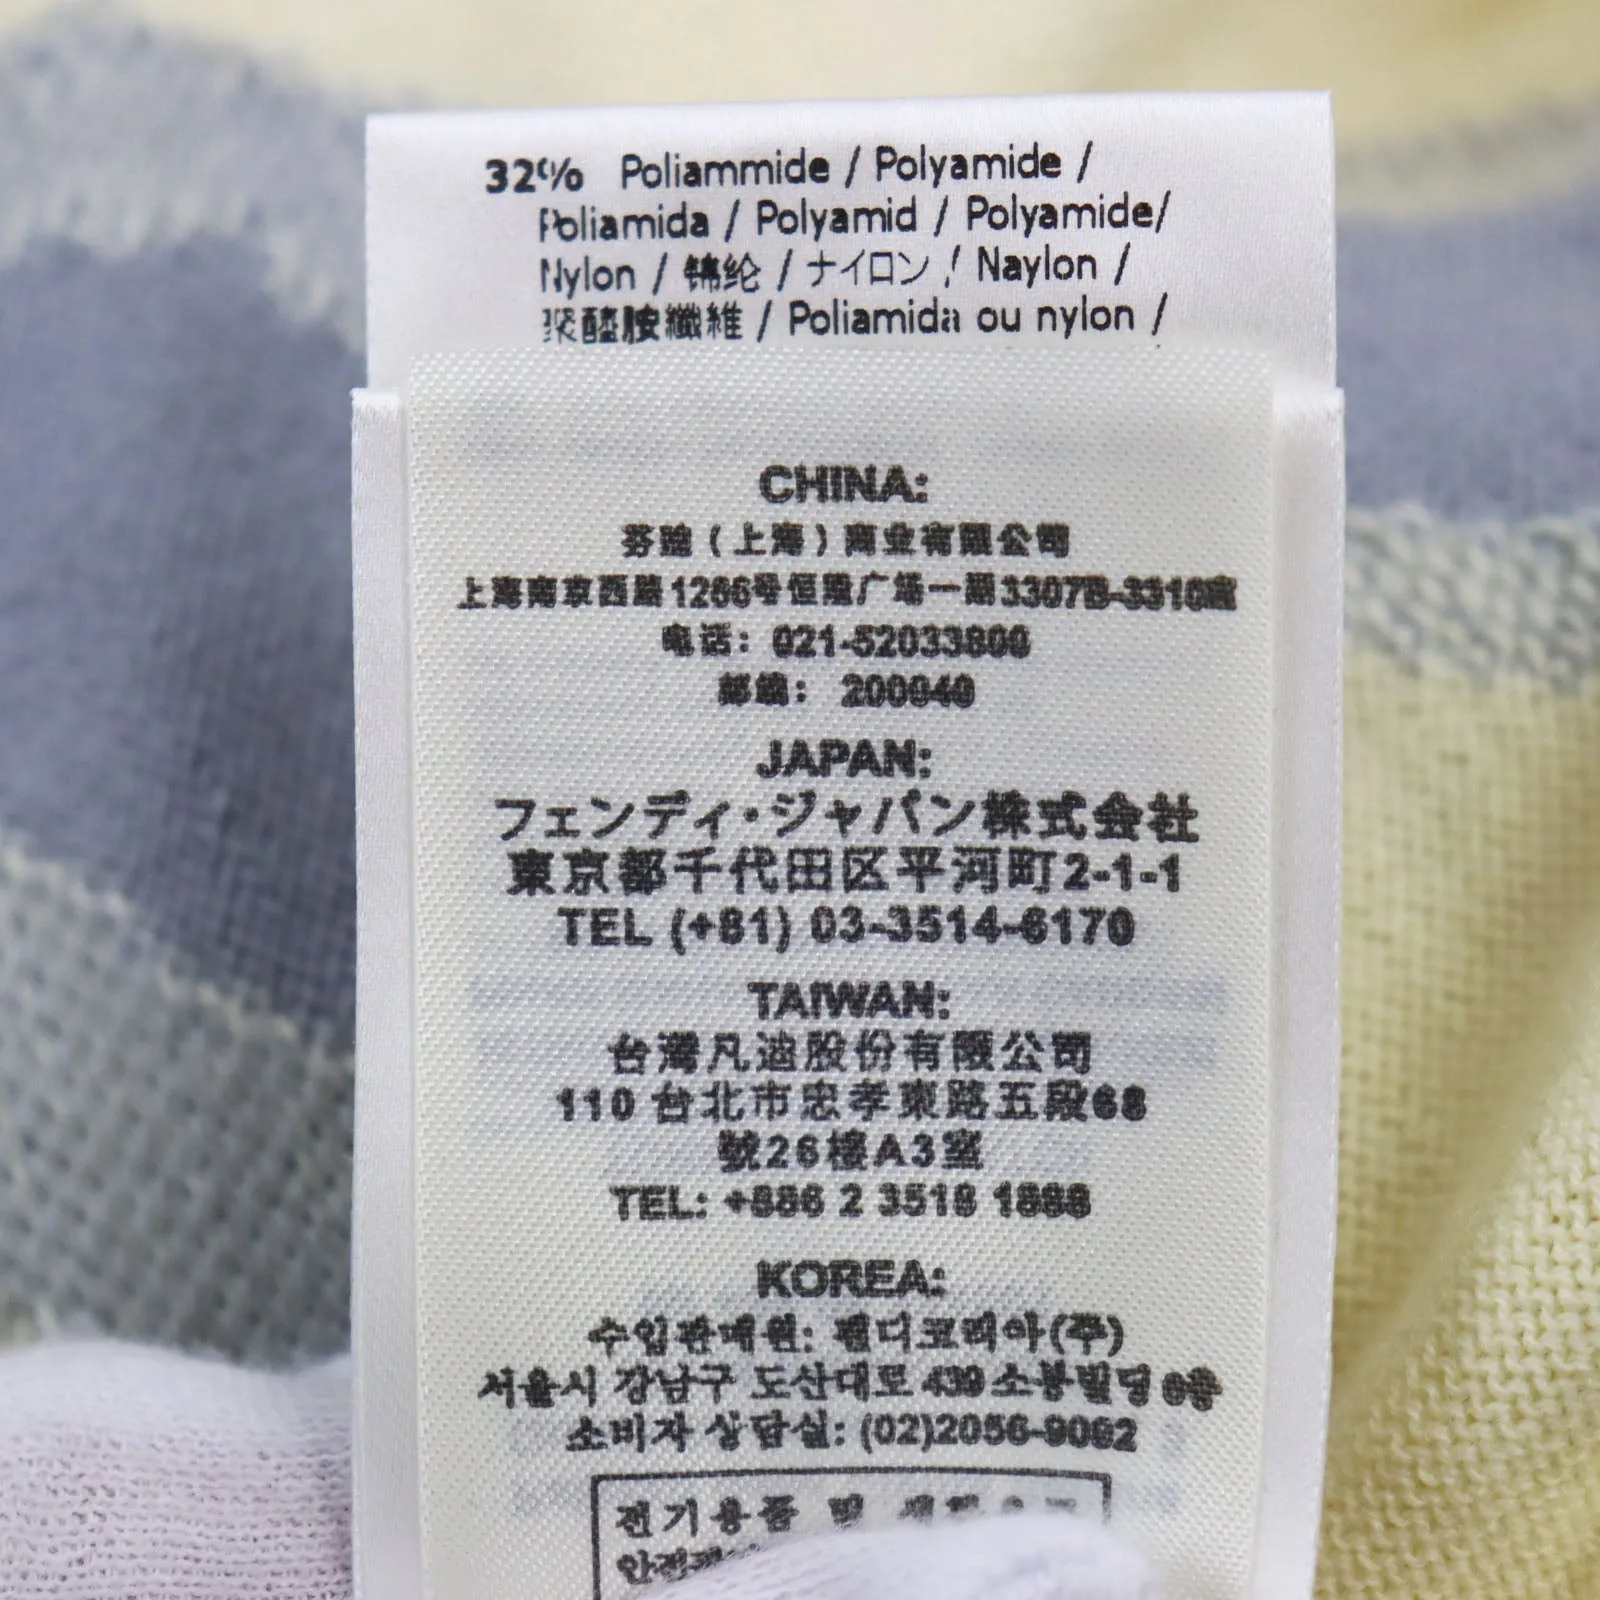 32% Poliammide / Polyamide /
Poliamida / Polyamid / Polyamide/
Nylon / 锦纶 / ナイロン / Naylon /
聚醯胺纖維 / Poliamida ou nylon /
CHINA:
芬迪（上海）商业有限公司
上海南京西路1266号恒隆广场一期3307B-3310室
电话：021-52033800
邮编： 200040
JAPAN:
フェンディ・ジャパン株式会社
東京都千代田区平河町2-1-1
TEL (+81) 03-3514-6170
TAIWAN:
台灣凡迪股份有限公司
110 台北市忠孝東路五段68
號26樓A3室
TEL: +886 2 3518 1888
KOREA:
수입판매원: 펜디코리아(주)
서울시 강남구 도산대로 439 소봉빌딩 6층
소비자 상담실: (02)2056-9062
전기용품 및